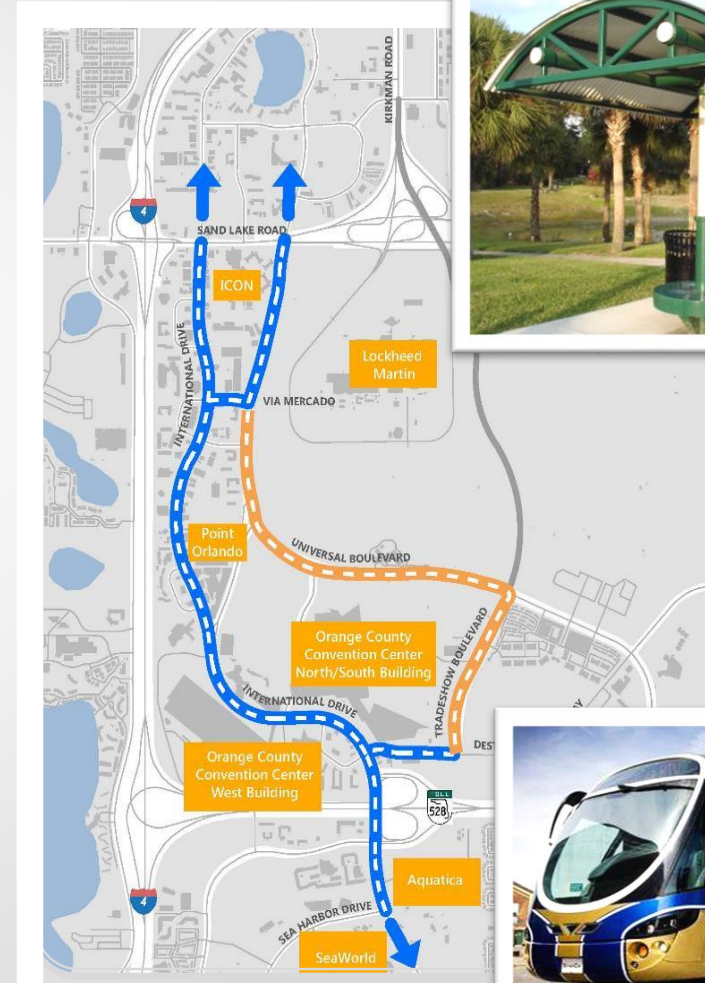 KIRKMAN ROAD
4
SAND LAKE ROAD
ICON
INTERNATIONAL DRIVE
Lockheed
Martin
VIA MERCADO
Point
Orlando
UNIVERSAL BOULEVARD
Orange County
Convention Center
North/South Building
TRADESHOW BOULEVARD
INTERNATIONAL DRIVE
Orange County
Convention Center
West Building
528
Aquatica
4
SEA HARBOR DRIVE
SeaWorld